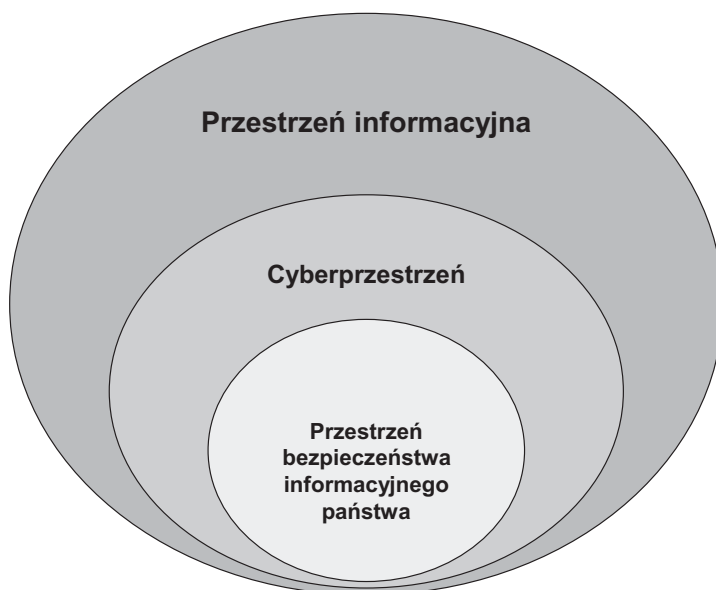 Przestrzeń informacyjna
Cyberprzestrzeń
Przestrzeń
bezpieczeństwa
informacyjnego
państwa